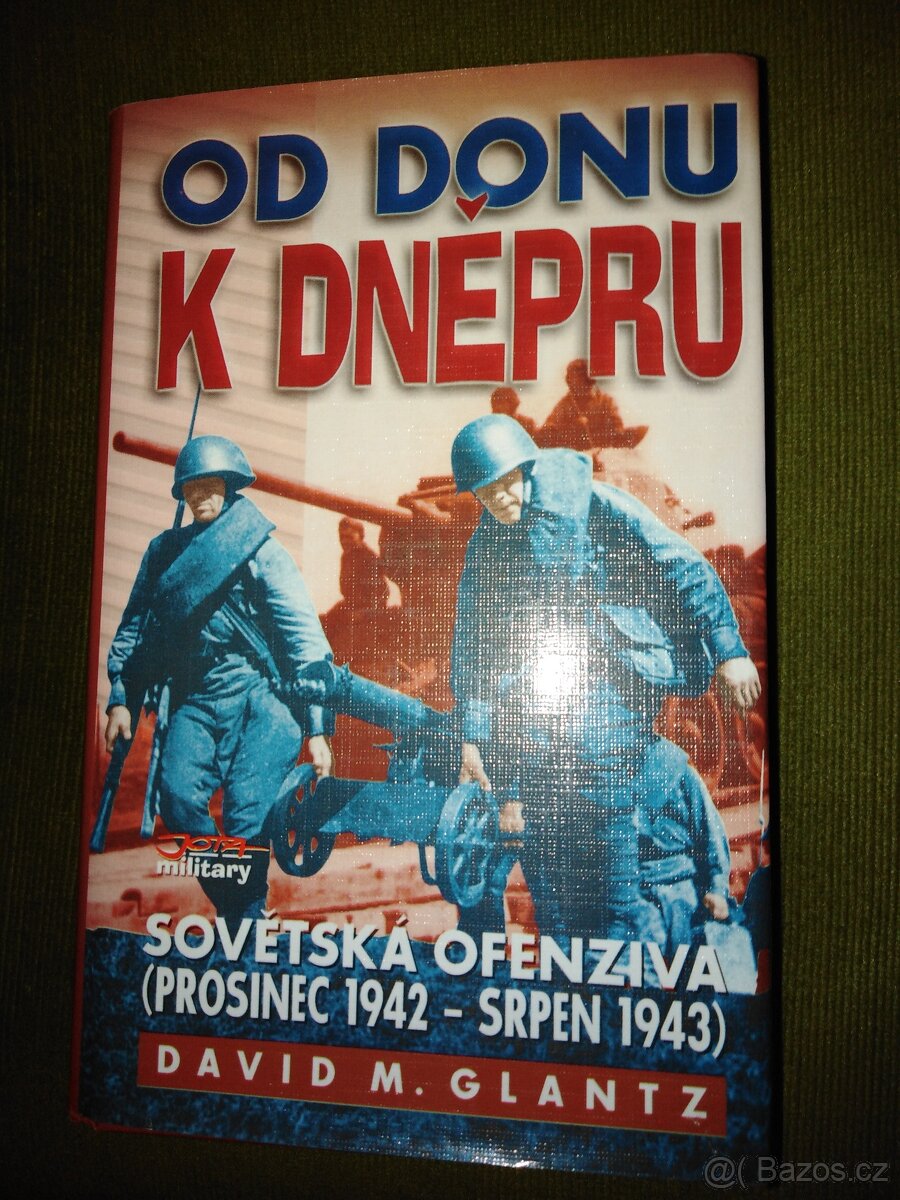 OD DONU
K DNĚPRU
JOTA
military
SOVĚTSKÁ OFENZIVA
(PROSINEC 1942 – SRPEN 1943)
DAVID M. GLANTZ
@( Bazos.cz